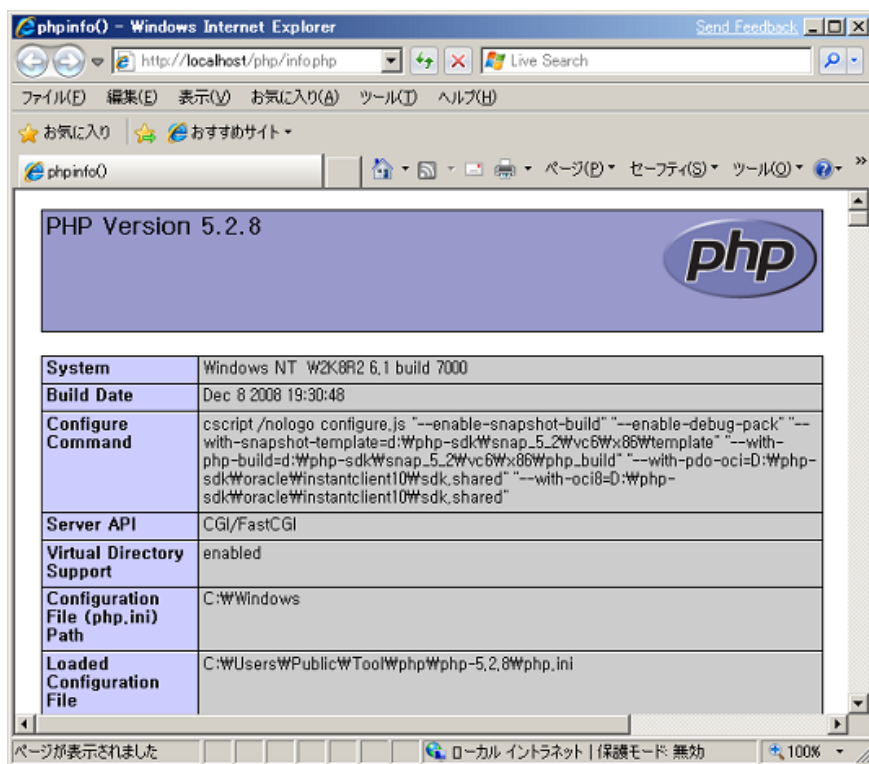 phpinfo() - Windows Internet Explorer
Send Feedback
http://localhost/php/info.php
Live Search
ファイル(F) 編集(E) 表示(V) お気に入り(A) ツール(T) ヘルプ(H)
お気に入り おすすめサイト
phpinfo()
ページ(P) セーフティ(S) ツール(O)
PHP Version 5.2.8
php
System Windows NT W2K8R2 6.1 build 7000
Build Date Dec 8 2008 19:30:48
Configure Command
cscript /nologo configure.js "--enable-snapshot-build" "--enable-debug-pack" "--
with-snapshot-template=d:₩php-sdk₩snap_5_2₩vc6₩x86₩template" "--with-
php-build=d:₩php-sdk₩snap_5_2₩vc6₩x86₩php_build" "--with-pdo-oci=D:₩php-
sdk₩oracle₩instantclient10₩sdk,shared" "--with-oci8=D:₩php-
sdk₩oracle₩instantclient10₩sdk,shared"
Server API CGI/FastCGI
Virtual Directory Support enabled
Configuration File (php.ini) Path C:₩Windows
Loaded Configuration File C:₩Users₩Public₩Tool₩php₩php-5.2.8₩php.ini
ページが表示されました
ローカル イントラネット | 保護モード: 無効
100%